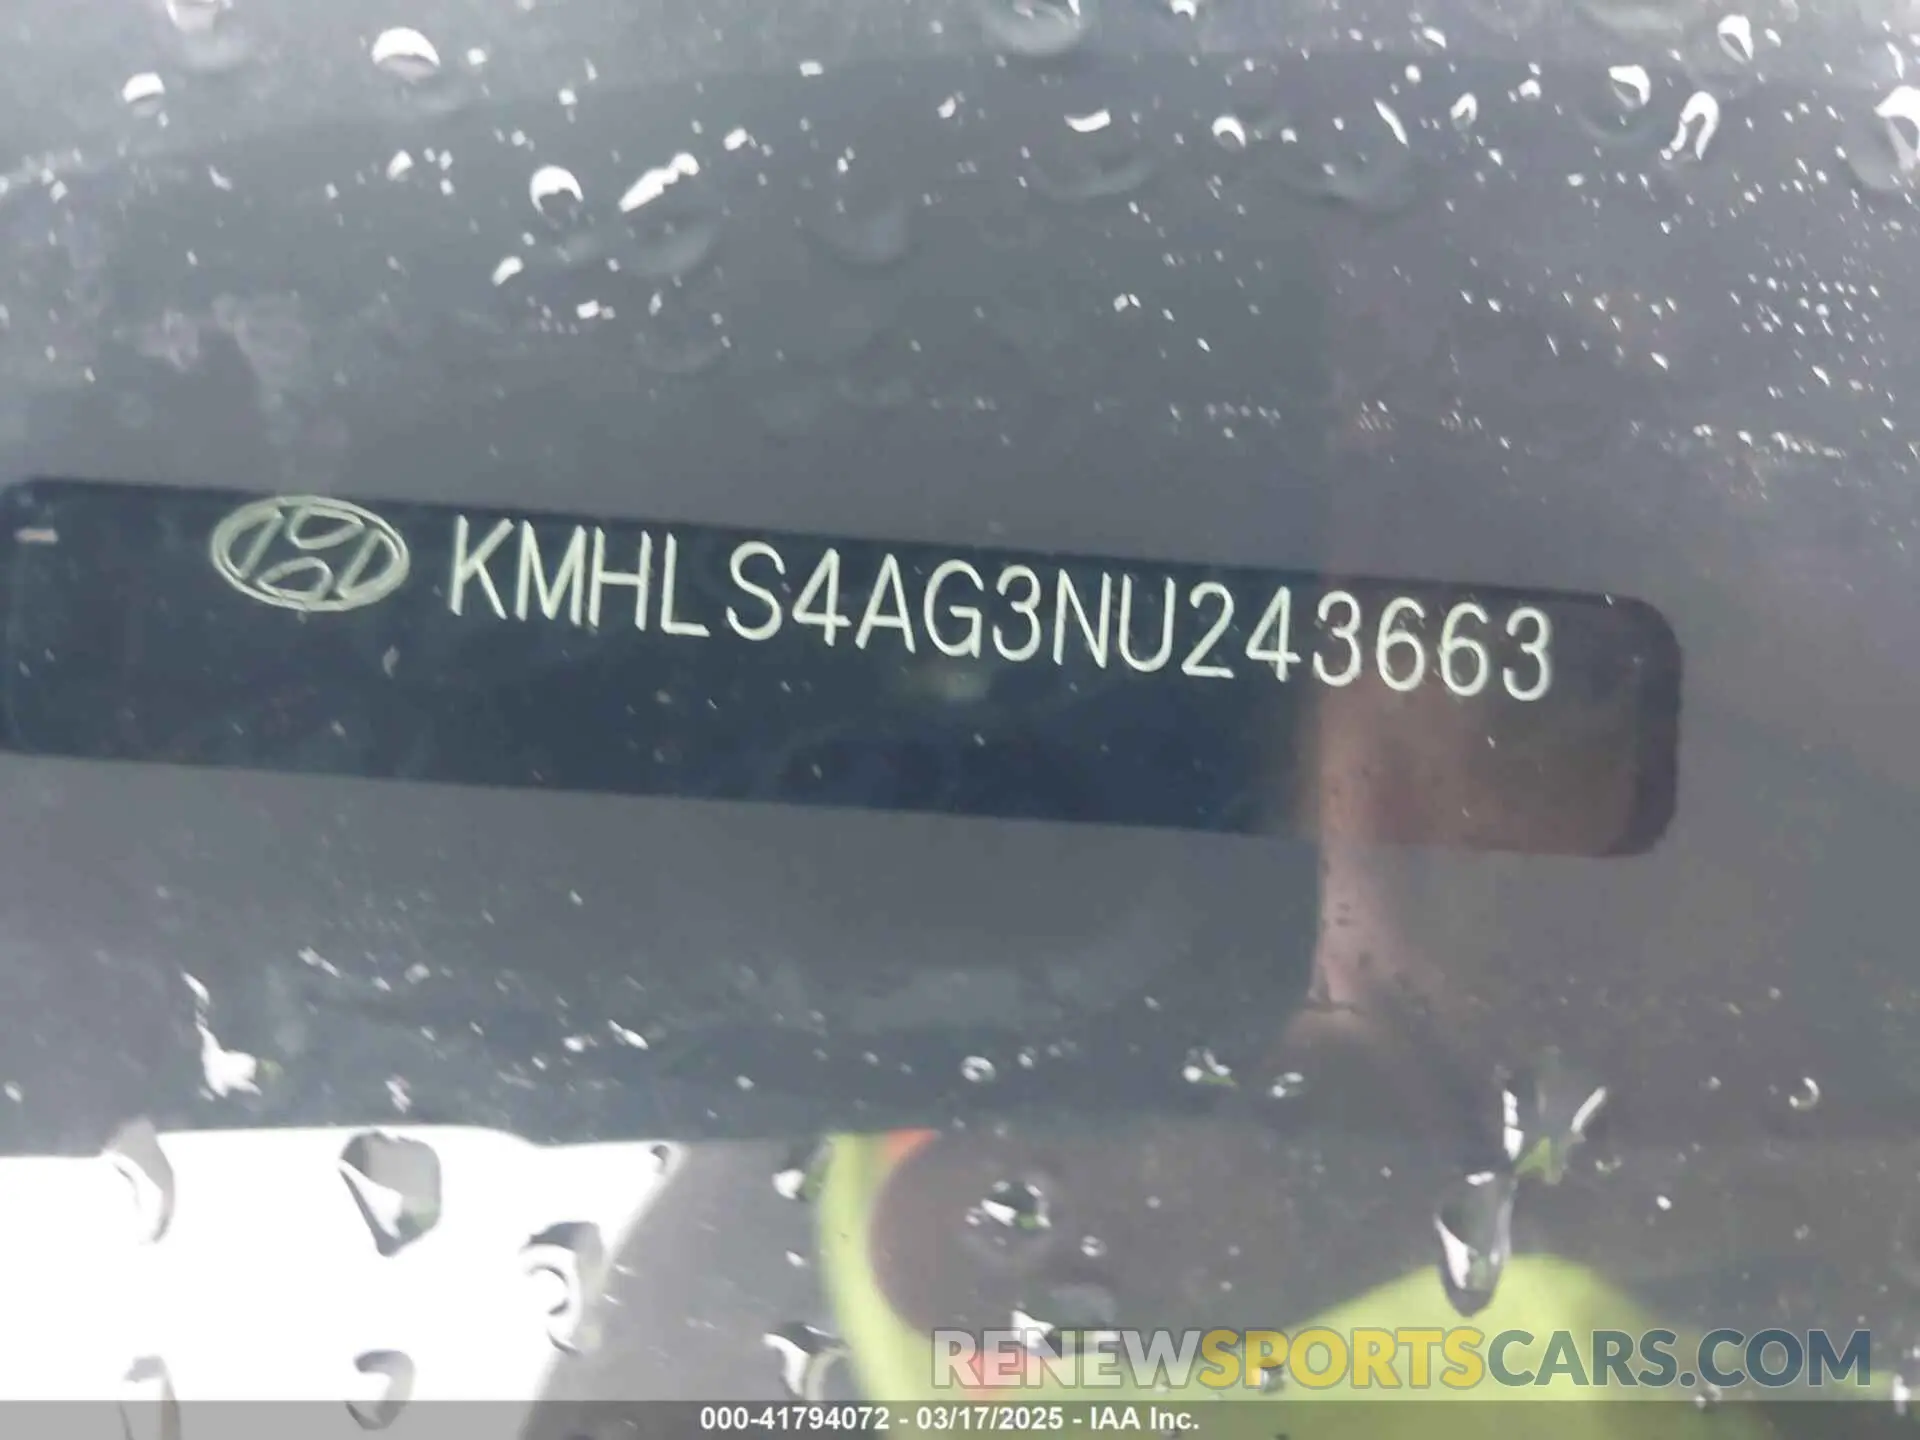 KMHLS4AG3NU243663
RENEWSPORTSCARS.COM
000-41794072 - 03/17/2025 - IAA Inc.